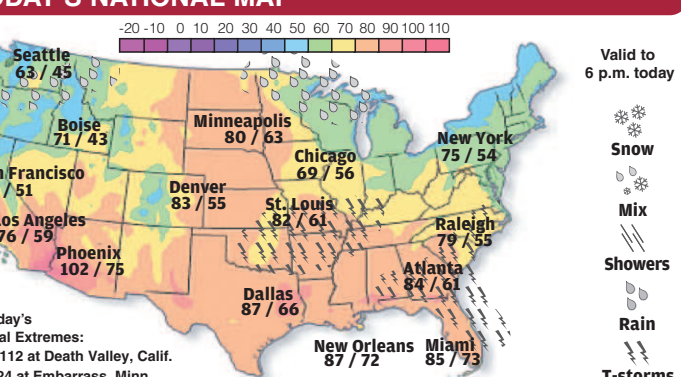 TODAY'S NATIONAL MAP
-20 -10 0 10 20 30 40 50 60 70 80 90 100 110
Seattle
63 / 45
Boise
71 / 43
Minneapolis
80 / 63
Chicago
69 / 56
New York
75 / 54
Francisco
/ 51
Denver
83 / 55
St. Louis
82 / 61
Los Angeles
76 / 59
Phoenix
102 / 75
Raleigh
79 / 55
Atlanta
84 / 61
Dallas
87 / 66
New Orleans
87 / 72
Miami
85 / 73
day's
al Extremes:
112 at Death Valley, Calif.
24 at Embarrass, Minn.
Valid to
6 p.m. today
Snow
Mix
Showers
Rain
T-storms